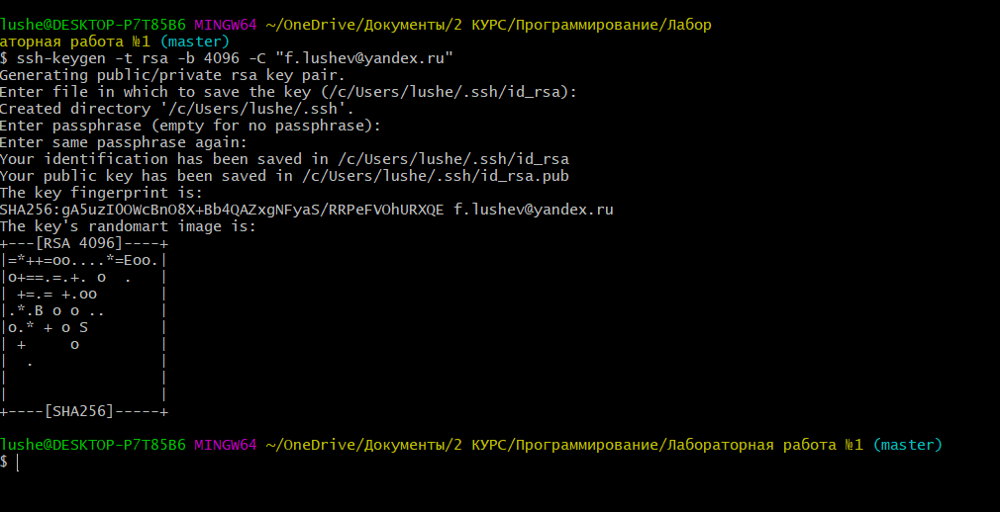 lushe@DESKTOP-P7T85B6 MINGW64 ~/OneDrive/Документы/2 КУРС/Программирование/Лабор
аторная работа №1 (master)
$ ssh-keygen -t rsa -b 4096 -C "f.lushev@yandex.ru"
Generating public/private rsa key pair.
Enter file in which to save the key (/c/Users/lushe/.ssh/id_rsa):
Created directory '/c/Users/lushe/.ssh'.
Enter passphrase (empty for no passphrase):
Enter same passphrase again:
Your identification has been saved in /c/Users/lushe/.ssh/id_rsa
Your public key has been saved in /c/Users/lushe/.ssh/id_rsa.pub
The key fingerprint is:
SHA256:gA5uzIOOWcBnO8X+Bb4QAZxgNFyaS/RRPeFVOhURXQE f.lushev@yandex.ru
The key's randomart image is:
+---[RSA 4096]----+
|=*++=oo....*=Eoo.|
|o+==.=.+. o  .   |
| +=.= +.oo       |
|.*.B o o ..      |
|o.* + o S        |
| +     o         |
|  .              |
|                 |
|                 |
+----[SHA256]-----+
lushe@DESKTOP-P7T85B6 MINGW64 ~/OneDrive/Документы/2 КУРС/Программирование/Лабораторная работа №1 (master)
$